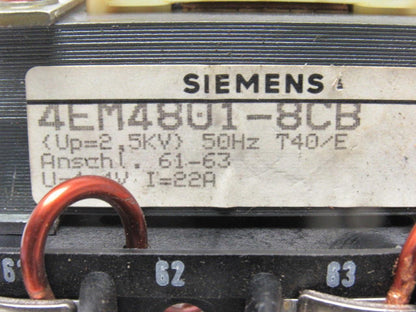 SIEMENS
4EM4801-8CB
(Up=2,5KV) 50Hz T40/E
Anschl. 61-63
I=22A
62 63